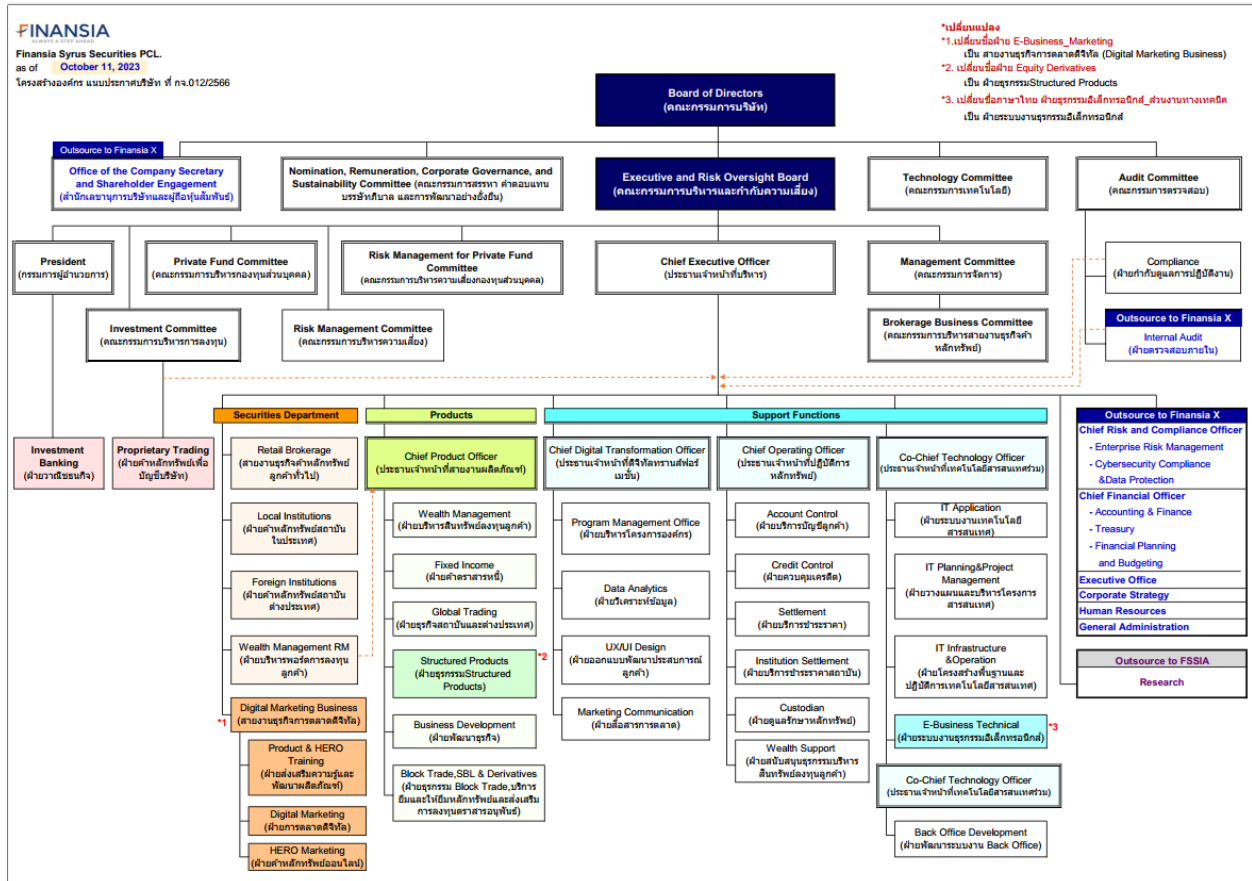 FINANSIA
ALWAYS A STEP AHEAD
Finansia Syrus Securities PCL.
as of October 11, 2023
โครงสร้างองค์กร แนบประกาศบริษัท ที่ กจ.012/2566
*เปลี่ยนแปลง
*1.เปลี่ยนชื่อฝ่าย E-Business_Marketing
เป็น สายงานธุรกิจการตลาดดิจิทัล (Digital Marketing Business)
*2. เปลี่ยนชื่อฝ่าย Equity Derivatives
เป็น ฝ่ายธุรกรรมStructured Products
*3. เปลี่ยนชื่อภาษาไทย ฝ่ายธุรกรรมอิเล็กทรอนิกส์_ส่วนงานทางเทคนิค
เป็น ฝ่ายระบบงานธุรกรรมอิเล็กทรอนิกส์
Board of Directors
(คณะกรรมการบริษัท)
Outsource to Finansia X
Office of the Company Secretary
and Shareholder Engagement
(สำนักเลขานุการบริษัทและผู้ถือหุ้นสัมพันธ์)
Nomination, Remuneration, Corporate Governance, and
Sustainability Committee (คณะกรรมการสรรหา ค่าตอบแทน
บรรษัทภิบาล และการพัฒนาอย่างยั่งยืน)
Executive and Risk Oversight Board
(คณะกรรมการบริหารและกำกับความเสี่ยง)
Technology Committee
(คณะกรรมการเทคโนโลยี)
Audit Committee
(คณะกรรมการตรวจสอบ)
President
(กรรมการผู้อำนวยการ)
Private Fund Committee
(คณะกรรมการบริหารกองทุนส่วนบุคคล)
Risk Management for Private Fund
Committee
(คณะกรรมการบริหารความเสี่ยงกองทุนส่วนบุคคล)
Chief Executive Officer
(ประธานเจ้าหน้าที่บริหาร)
Management Committee
(คณะกรรมการจัดการ)
Compliance
(ฝ่ายกำกับดูแลการปฏิบัติงาน)
Investment Committee
(คณะกรรมการบริหารการลงทุน)
Risk Management Committee
(คณะกรรมการบริหารความเสี่ยง)
Brokerage Business Committee
(คณะกรรมการบริหารสายงานธุรกิจค้า
หลักทรัพย์)
Outsource to Finansia X
Internal Audit
(ฝ่ายตรวจสอบภายใน)
Securities Department
Products
Support Functions
Investment
Banking
(ฝ่ายวาณิชธนกิจ)
Proprietary Trading
(ฝ่ายค้าหลักทรัพย์เพื่อ
บัญชีบริษัท)
Retail Brokerage
(สายงานธุรกิจค้าหลักทรัพย์
ลูกค้าทั่วไป)
Local Institutions
(ฝ่ายค้าหลักทรัพย์สถาบัน
ในประเทศ)
Foreign Institutions
(ฝ่ายค้าหลักทรัพย์สถาบัน
ต่างประเทศ)
Wealth Management RM
(ฝ่ายบริหารพอร์ตการลงทุน
ลูกค้า)
*1
Digital Marketing Business
(สายงานธุรกิจการตลาดดิจิทัล)
Product & HERO
Training
(ฝ่ายส่งเสริมความรู้และ
พัฒนาผลิตภัณฑ์)
Digital Marketing
(ฝ่ายการตลาดดิจิทัล)
HERO Marketing
(ฝ่ายค้าหลักทรัพย์ออนไลน์)
Chief Product Officer
(ประธานเจ้าหน้าที่สายงานผลิตภัณฑ์)
Wealth Management
(ฝ่ายบริหารสินทรัพย์ลงทุนลูกค้า)
Fixed Income
(ฝ่ายค้าตราสารหนี้)
Global Trading
(ฝ่ายธุรกิจสถาบันและต่างประเทศ)
Structured Products
(ฝ่ายธุรกรรมStructured
Products)
*2
Business Development
(ฝ่ายพัฒนาธุรกิจ)
Block Trade,SBL & Derivatives
(ฝ่ายธุรกรรม Block Trade,บริการ
ยืมและให้ยืมหลักทรัพย์และส่งเสริม
การลงทุนตราสารอนุพันธ์)
Chief Digital Transformation Officer
(ประธานเจ้าหน้าที่ดิจิทัลทรานส์ฟอร์
เมชั่น)
Program Management Office
(ฝ่ายบริหารโครงการองค์กร)
Data Analytics
(ฝ่ายวิเคราะห์ข้อมูล)
UX/UI Design
(ฝ่ายออกแบบพัฒนาประสบการณ์
ลูกค้า)
Marketing Communication
(ฝ่ายสื่อสารการตลาด)
Chief Operating Officer
(ประธานเจ้าหน้าที่ปฏิบัติการ
หลักทรัพย์)
Account Control
(ฝ่ายบริการบัญชีลูกค้า)
Credit Control
(ฝ่ายควบคุมเครดิต)
Settlement
(ฝ่ายบริการชำระราคา)
Institution Settlement
(ฝ่ายบริการชำระราคาสถาบัน)
Custodian
(ฝ่ายดูแลรักษาหลักทรัพย์)
Wealth Support
(ฝ่ายสนับสนุนธุรกรรมบริหาร
สินทรัพย์ลงทุนลูกค้า)
Co-Chief Technology Officer
(ประธานเจ้าหน้าที่เทคโนโลยีสารสนเทศร่วม)
IT Application
(ฝ่ายระบบงานเทคโนโลยี
สารสนเทศ)
IT Planning&Project
Management
(ฝ่ายวางแผนและบริหารโครงการ
สารสนเทศ)
IT Infrastructure
&Operation
(ฝ่ายโครงสร้างพื้นฐานและ
ปฏิบัติการเทคโนโลยีสารสนเทศ)
E-Business Technical
(ฝ่ายระบบงานธุรกรรมอิเล็กทรอนิกส์)
*3
Co-Chief Technology Officer
(ประธานเจ้าหน้าที่เทคโนโลยีสารสนเทศร่วม)
Back Office Development
(ฝ่ายพัฒนาระบบงาน Back Office)
Outsource to Finansia X
Chief Risk and Compliance Officer
- Enterprise Risk Management
- Cybersecurity Compliance
&Data Protection
Chief Financial Officer
- Accounting & Finance
- Treasury
- Financial Planning
and Budgeting
Executive Office
Corporate Strategy
Human Resources
General Administration
Outsource to FSSIA
Research